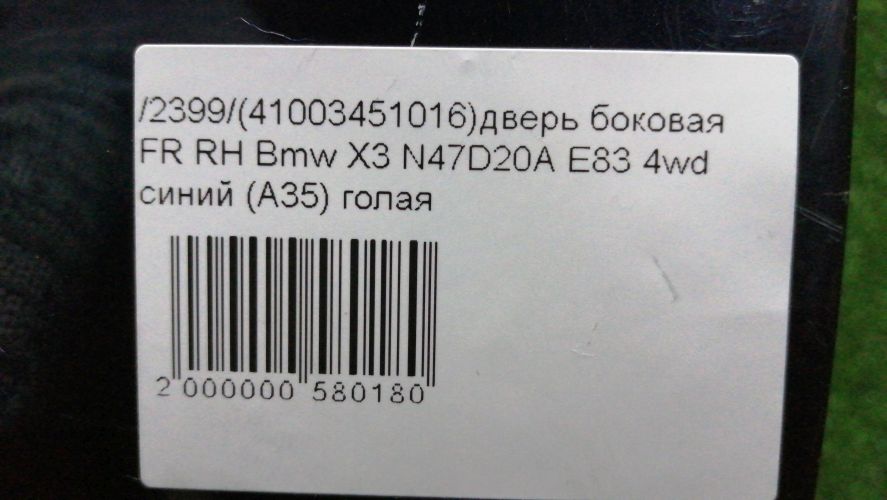 /2399/(41003451016)дверь боковая
FR RH Bmw X3 N47D20A E83 4wd
синий (A35) голая
2 000000 580180